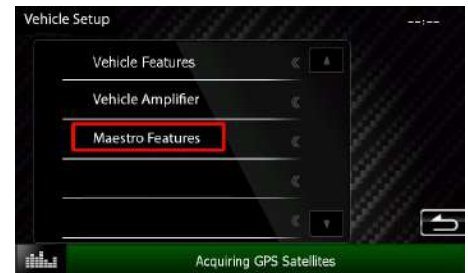 Vehicle Setup
--:--
Vehicle Features
Vehicle Amplifier
Maestro Features
Acquiring GPS Satellites